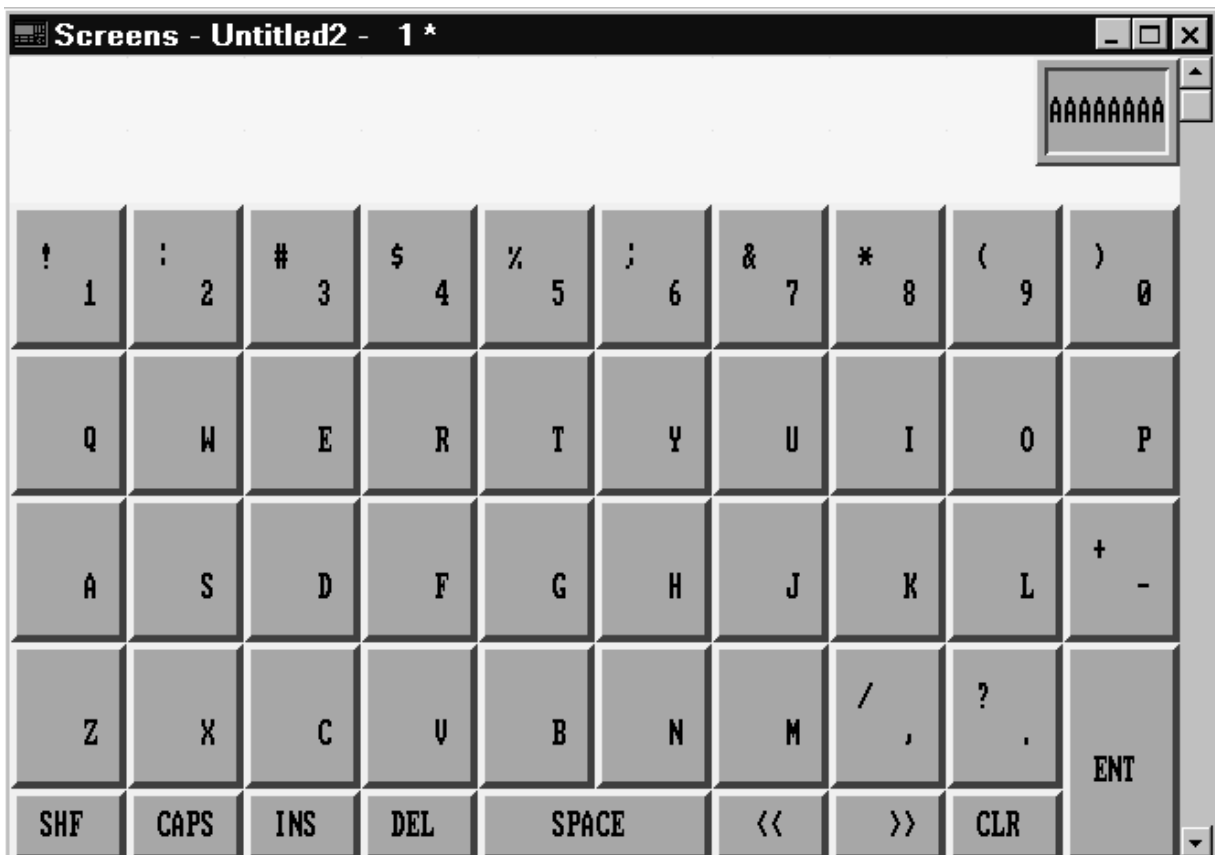 Screens - Untitled2 - 1 *
AAAAAAAA
! : # $ % ; & * ( )
1 2 3 4 5 6 7 8 9 0
Q W E R T Y U I O P
+
A S D F G H J K L -
/ ?
Z X C V B N M , .
ENT
SHF CAPS INS DEL SPACE << >> CLR